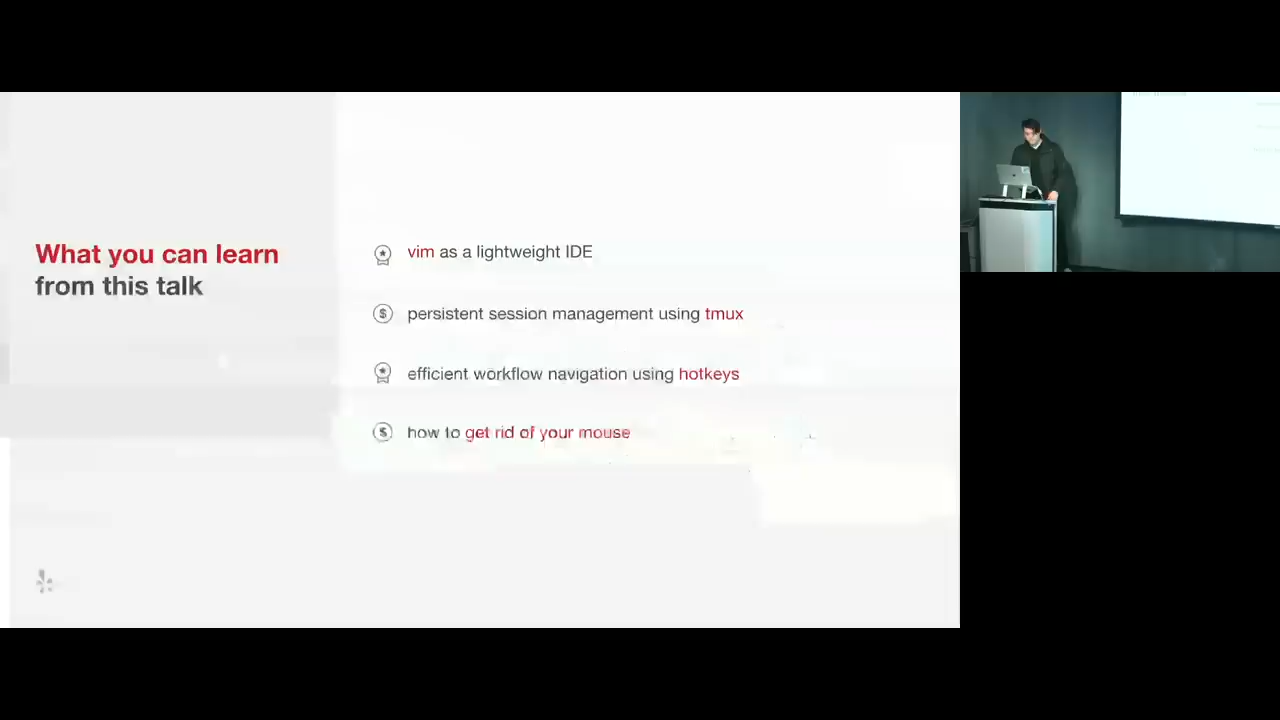 What you can learn
from this talk
vim as a lightweight IDE
persistent session management using tmux
efficient workflow navigation using hotkeys
how to get rid of your mouse